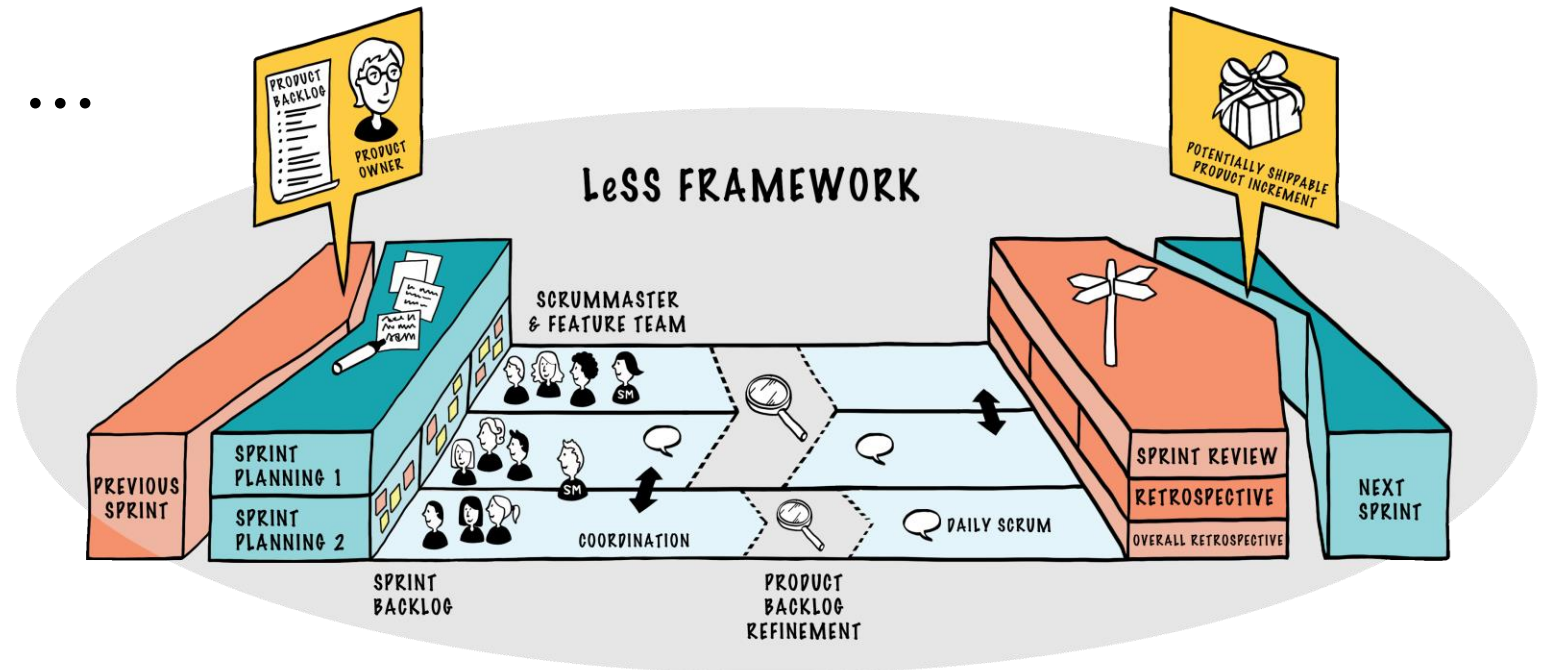 ...
PRODUCT
BACKLOG
PRODUCT
OWNER
POTENTIALLY SHIPPABLE
PRODUCT INCREMENT
LeSS FRAMEWORK
SCRUMMASTER
& FEATURE TEAM
SM
SM
PREVIOUS
SPRINT
SPRINT
PLANNING 1
SPRINT
PLANNING 2
COORDINATION
DAILY SCRUM
SPRINT REVIEW
RETROSPECTIVE
OVERALL RETROSPECTIVE
NEXT
SPRINT
SPRINT
BACKLOG
PRODUCT
BACKLOG
REFINEMENT